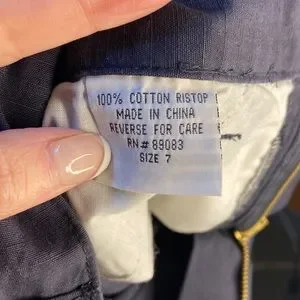 100% COTTON RISTOP
MADE IN CHINA
REVERSE FOR CARE
RN# 89083
SIZE 7